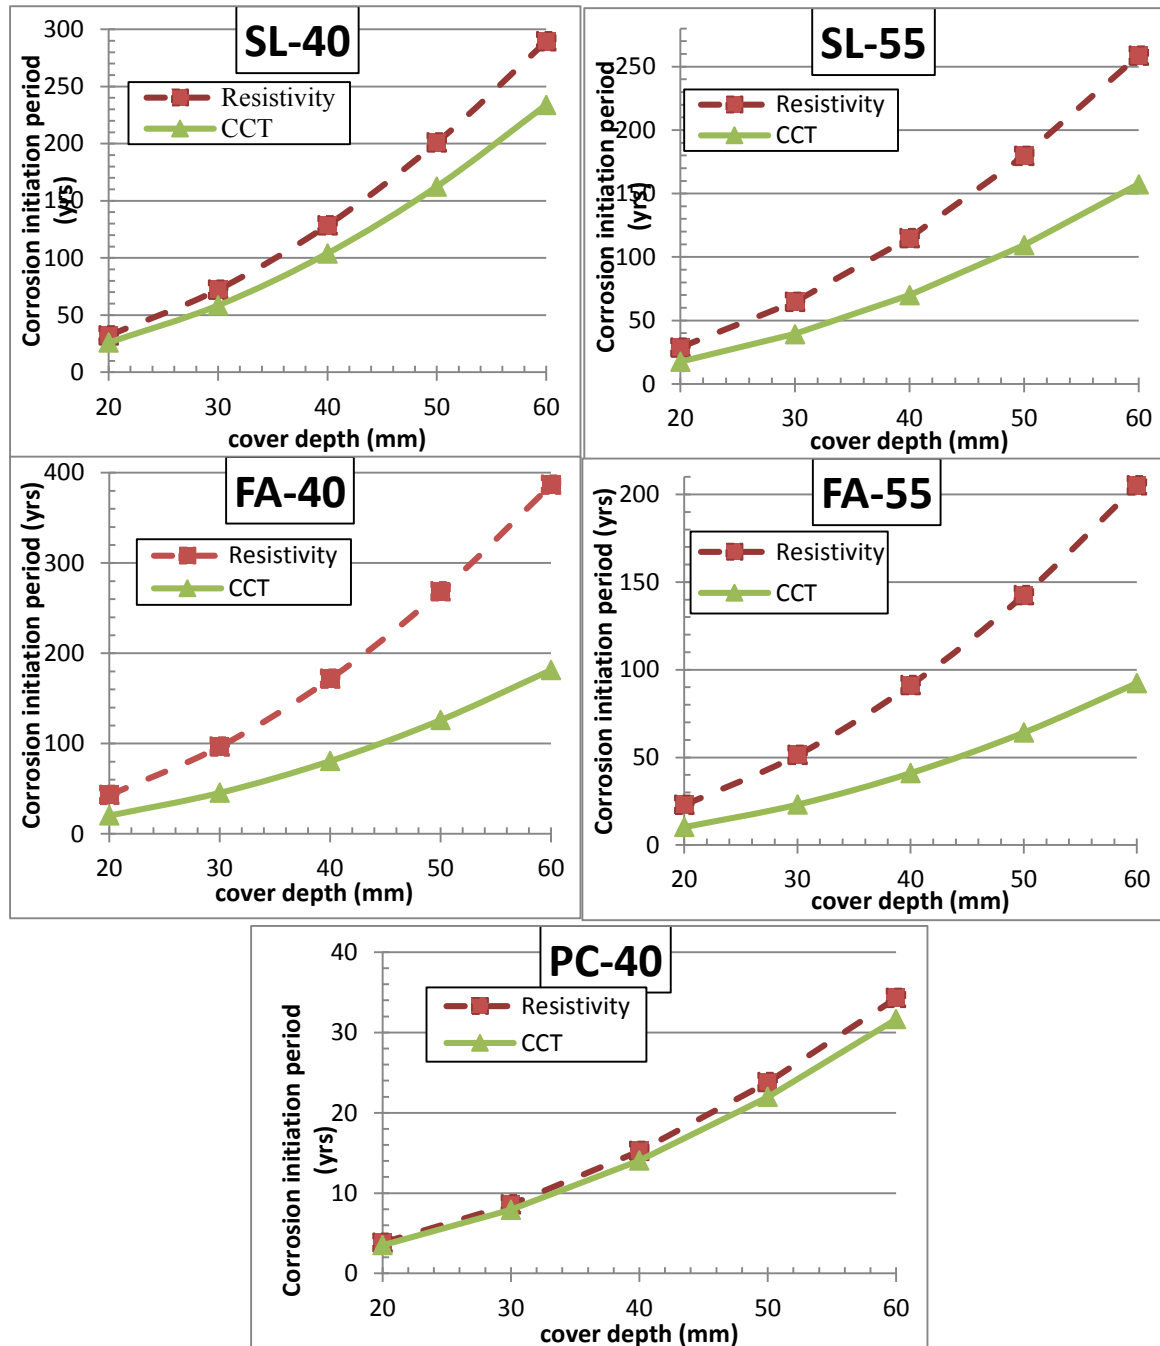 SL-40
Corrosion initiation period
(yrs)
300
250
200
150
100
50
0
Resistivity
CCT
20 30 40 50 60
cover depth (mm)
SL-55
Corrosion initiation period
(yrs)
250
200
150
100
50
0
Resistivity
CCT
20 30 40 50 60
cover depth (mm)
FA-40
Corrosion initiation period (yrs)
400
300
200
100
0
Resistivity
CCT
20 30 40 50 60
cover depth (mm)
FA-55
Corrosion initiation period (yrs)
200
150
100
50
0
Resistivity
CCT
20 30 40 50 60
cover depth (mm)
PC-40
Corrosion initiation period
(yrs)
40
30
20
10
0
Resistivity
CCT
20 30 40 50 60
cover depth (mm)